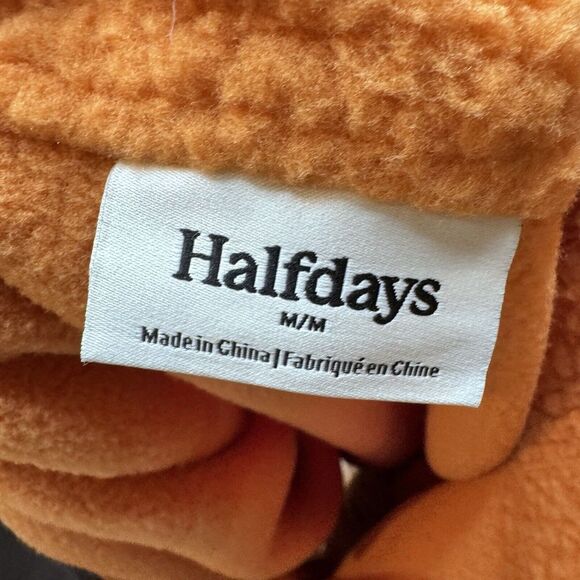 Halfdays
M/M
Made in China | Fabriqué en Chine